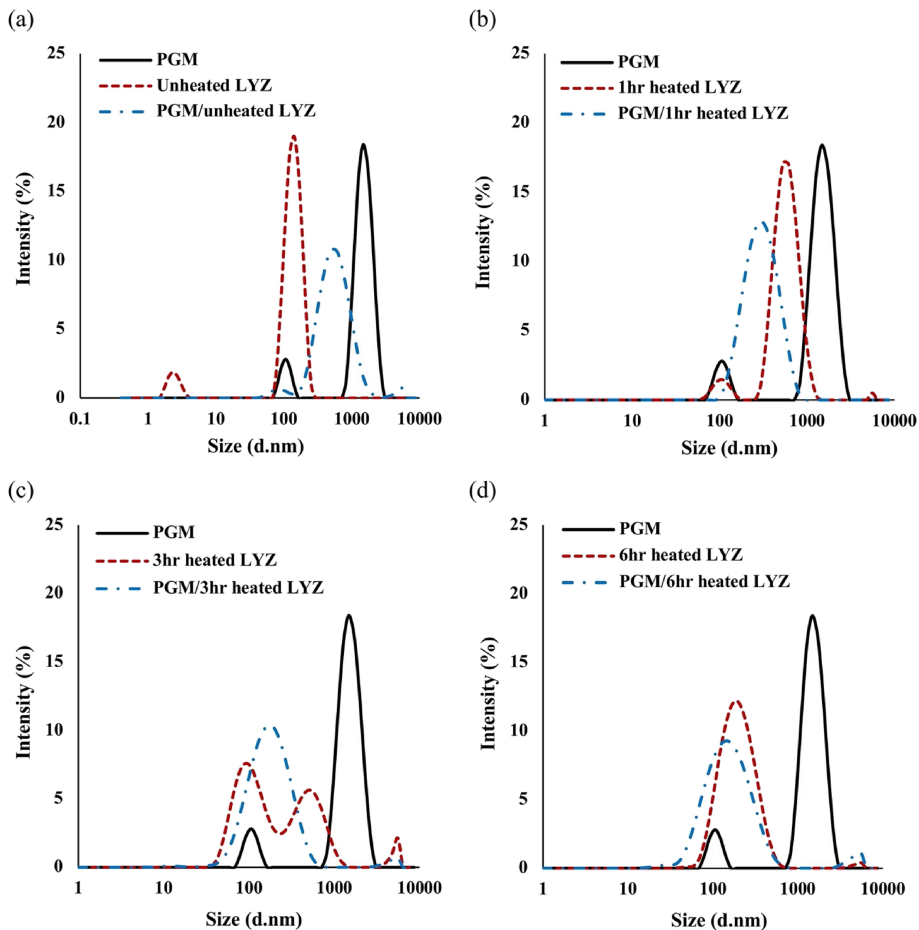 (a)
25
20
15
10
5
0
Intensity (%)
PGM
Unheated LYZ
PGM/unheated LYZ
0.1 1 10 100 1000 10000
Size (d.nm)
(b)
25
20
15
10
5
0
Intensity (%)
PGM
1hr heated LYZ
PGM/1hr heated LYZ
1 10 100 1000 10000
Size (d.nm)
(c)
25
20
15
10
5
0
Intensity (%)
PGM
3hr heated LYZ
PGM/3hr heated LYZ
1 10 100 1000 10000
Size (d.nm)
(d)
25
20
15
10
5
0
Intensity (%)
PGM
6hr heated LYZ
PGM/6hr heated LYZ
1 10 100 1000 10000
Size (d.nm)